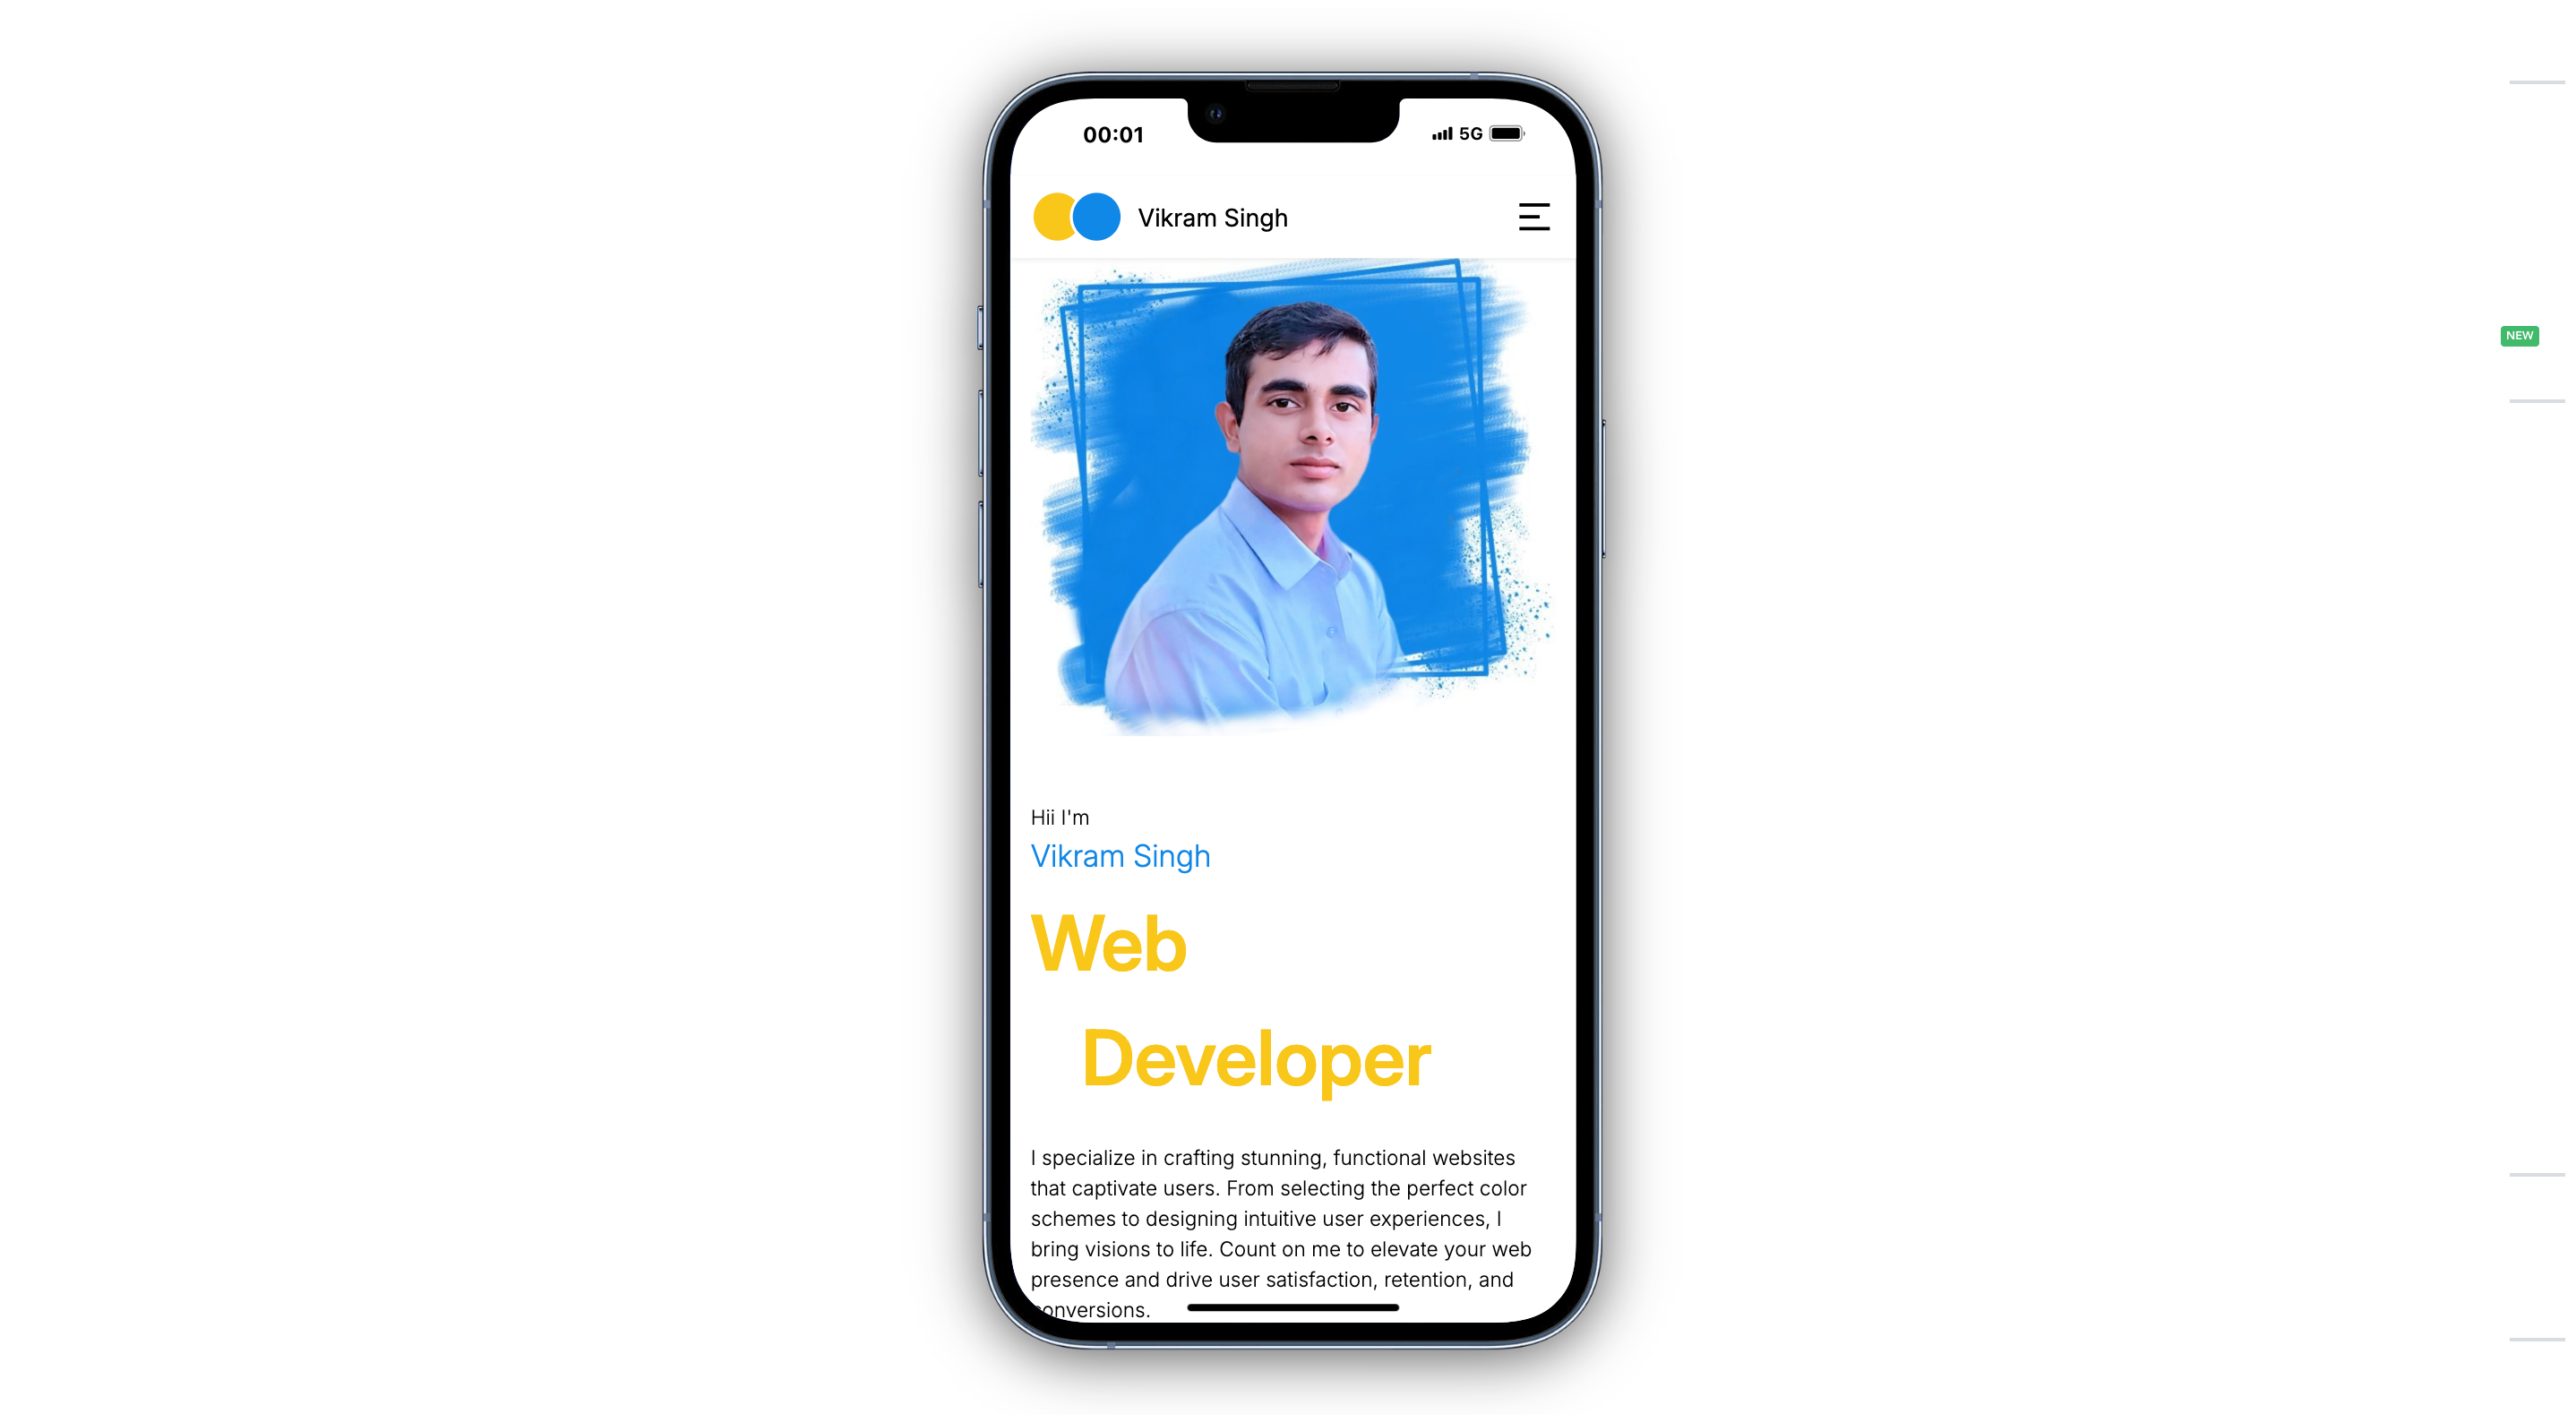 00:01
5G
Vikram Singh
NEW
Hii I'm
Vikram Singh
Web
Developer
I specialize in crafting stunning, functional websites
that captivate users. From selecting the perfect color
schemes to designing intuitive user experiences, I
bring visions to life. Count on me to elevate your web
presence and drive user satisfaction, retention, and
conversions.